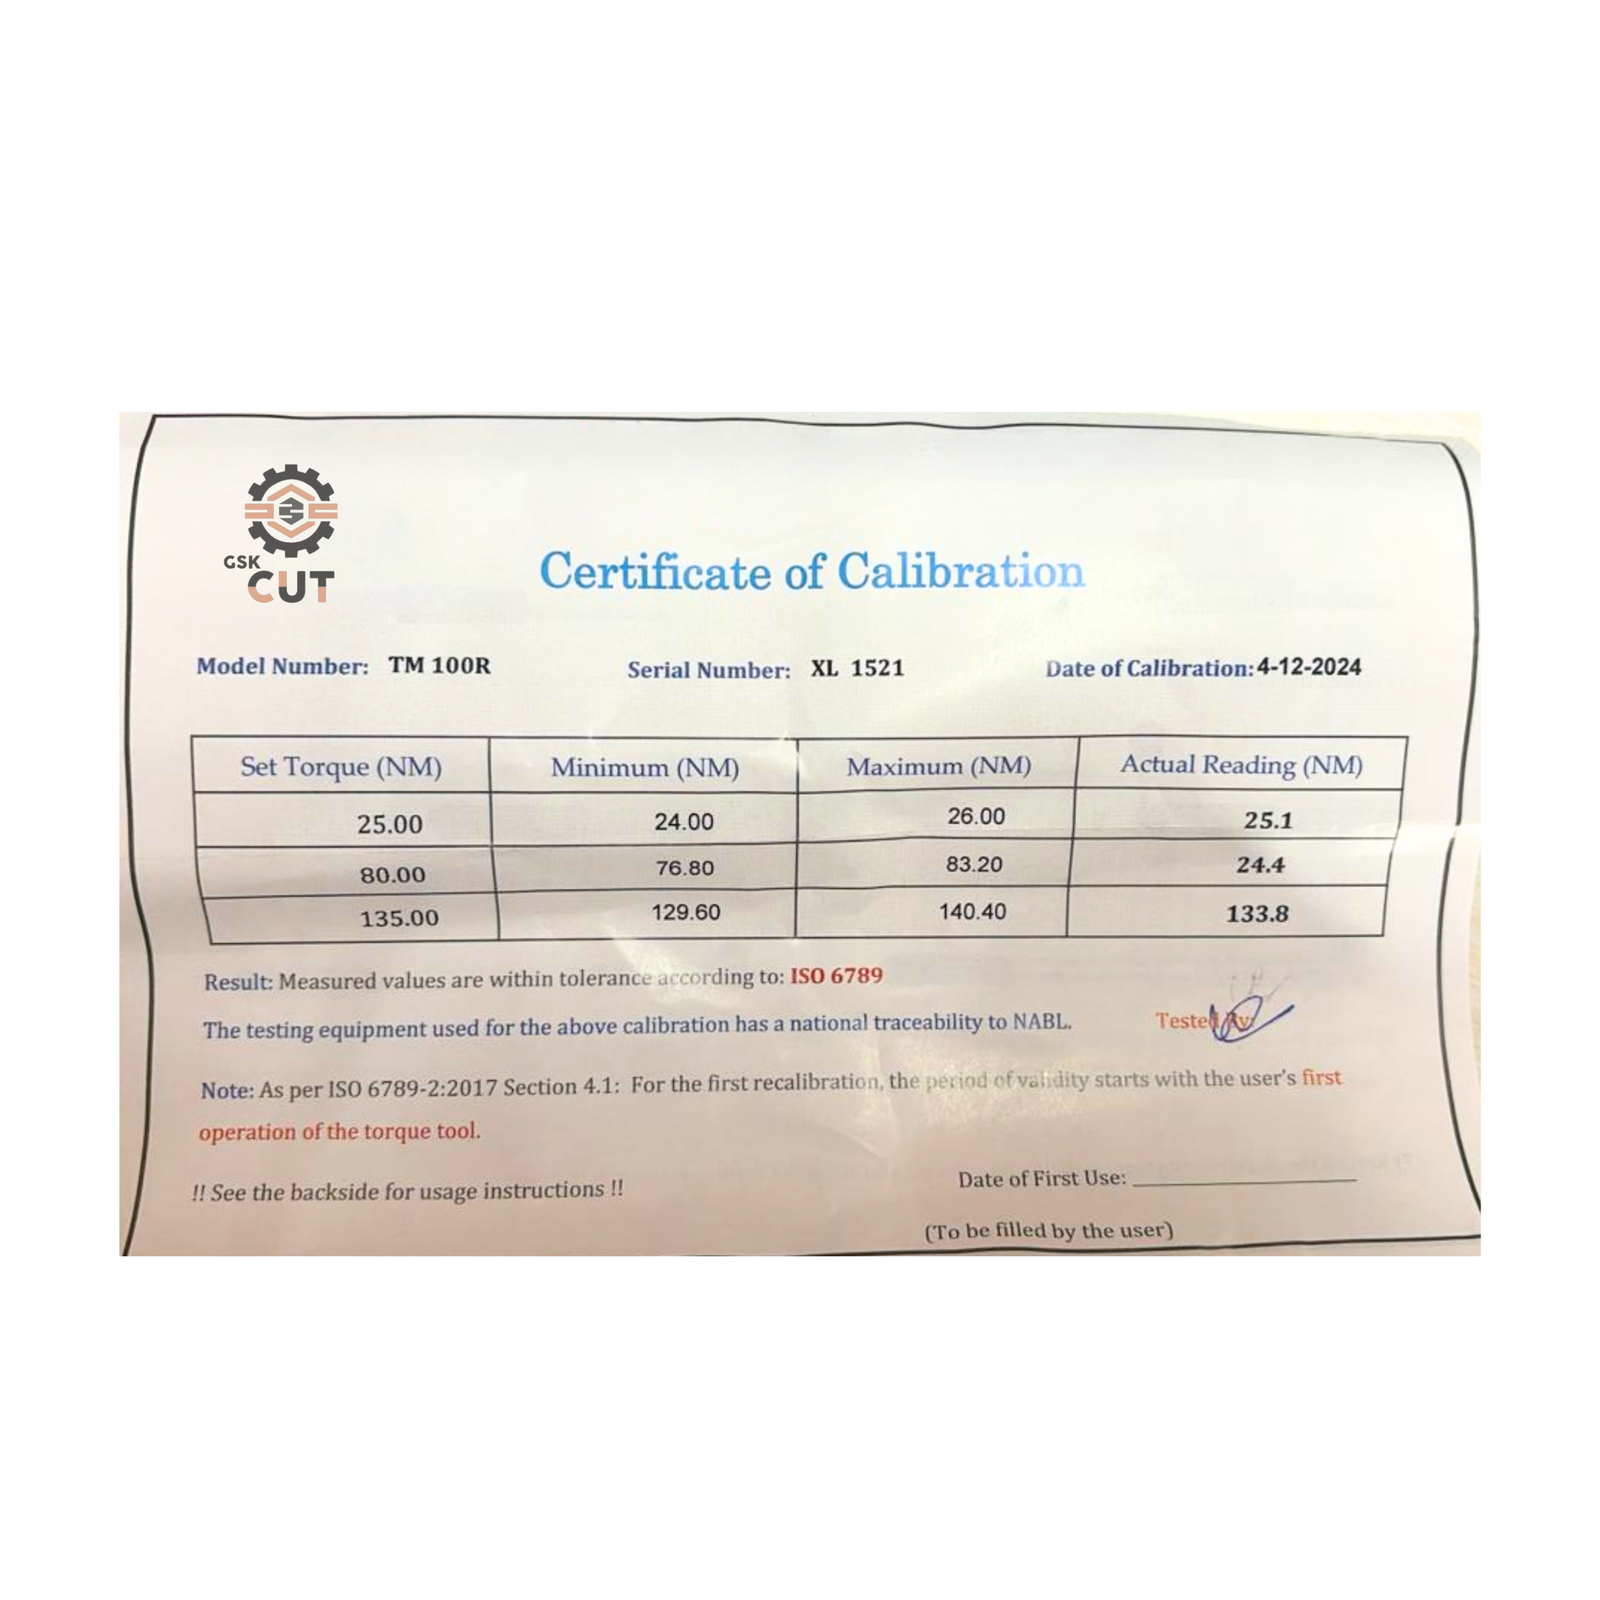 GSK
CUT
Certificate of Calibration
Model Number: TM 100R Serial Number: XL 1521 Date of Calibration: 4-12-2024
Set Torque (NM) Minimum (NM) Maximum (NM) Actual Reading (NM)
25.00 24.00 26.00 25.1
80.00 76.80 83.20 24.4
135.00 129.60 140.40 133.8
Result: Measured values are within tolerance according to: ISO 6789
The testing equipment used for the above calibration has a national traceability to NABL. Tested By:
Note: As per ISO 6789-2:2017 Section 4.1: For the first recalibration, the period of validity starts with the user's first
operation of the torque tool.
!! See the backside for usage instructions !! Date of First Use:
(To be filled by the user)